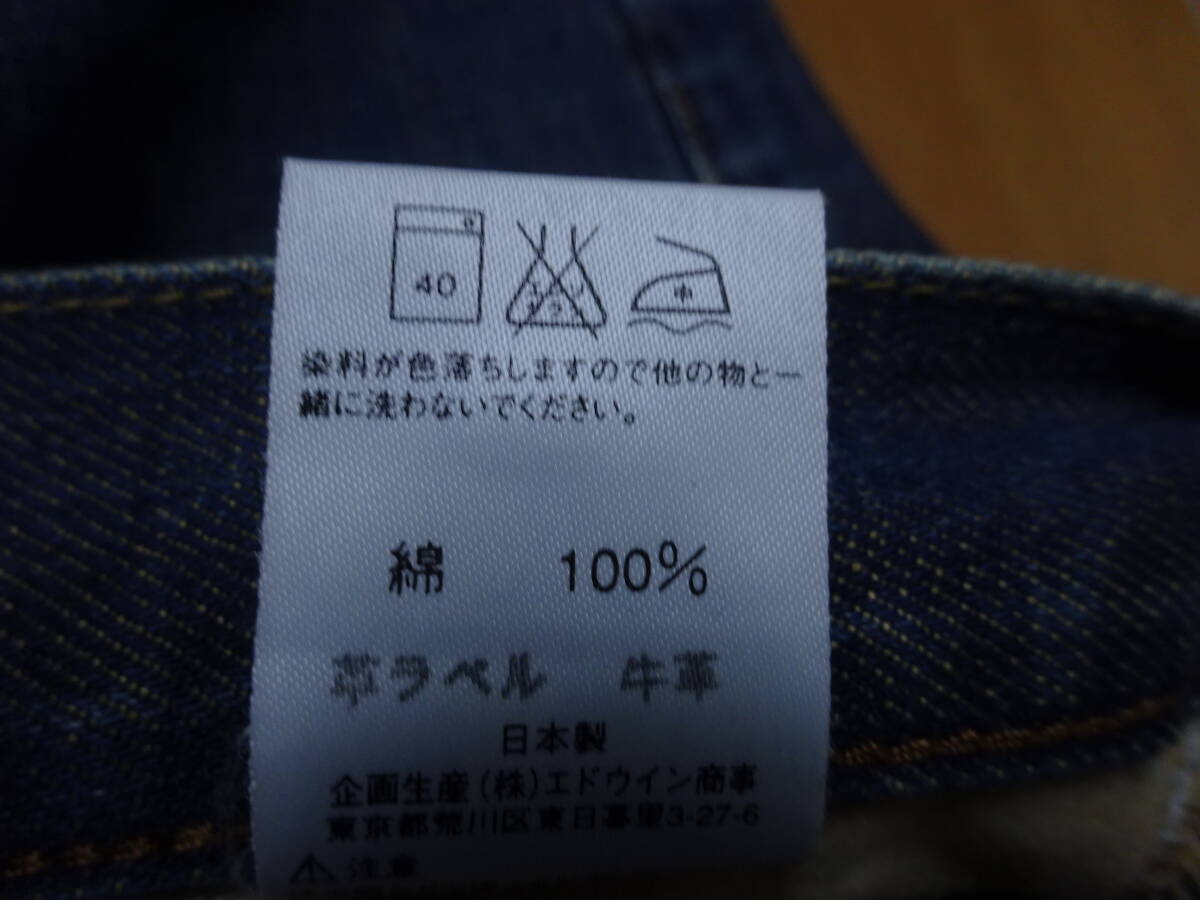 40
中
染料が色落ちしますので他の物と一
緒に洗わないでください。
綿 100%
革ラベル 牛革
日本製
企画生産(株)エドウイン商事
東京都荒川区東日暮里3-27-6
注意